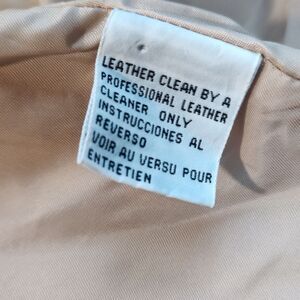 LEATHER CLEAN BY A
PROFESSIONAL LEATHER
CLEANER ONLY
INSTRUCCIONES AL
REVERSO
VOIR AU VERSU POUR
ENTRETIEN